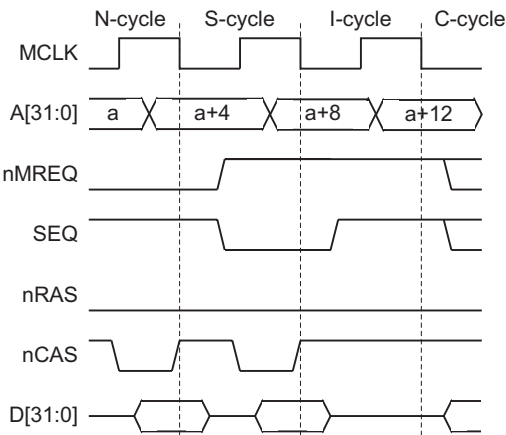 N-cycle S-cycle I-cycle C-cycle
MCLK
A[31:0] a a+4 a+8 a+12
nMREQ
SEQ
nRAS
nCAS
D[31:0]